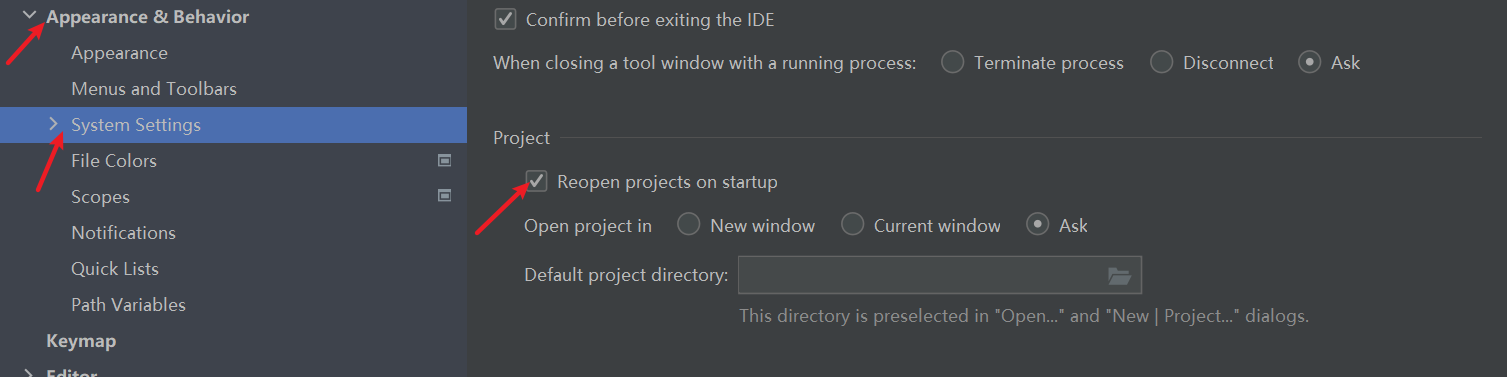 Appearance & Behavior
Appearance
Menus and Toolbars
System Settings
File Colors
Scopes
Notifications
Quick Lists
Path Variables
Keymap
Editor
Confirm before exiting the IDE
When closing a tool window with a running process: Terminate process Disconnect Ask
Project
Reopen projects on startup
Open project in New window Current window Ask
Default project directory:
This directory is preselected in "Open..." and "New | Project..." dialogs.